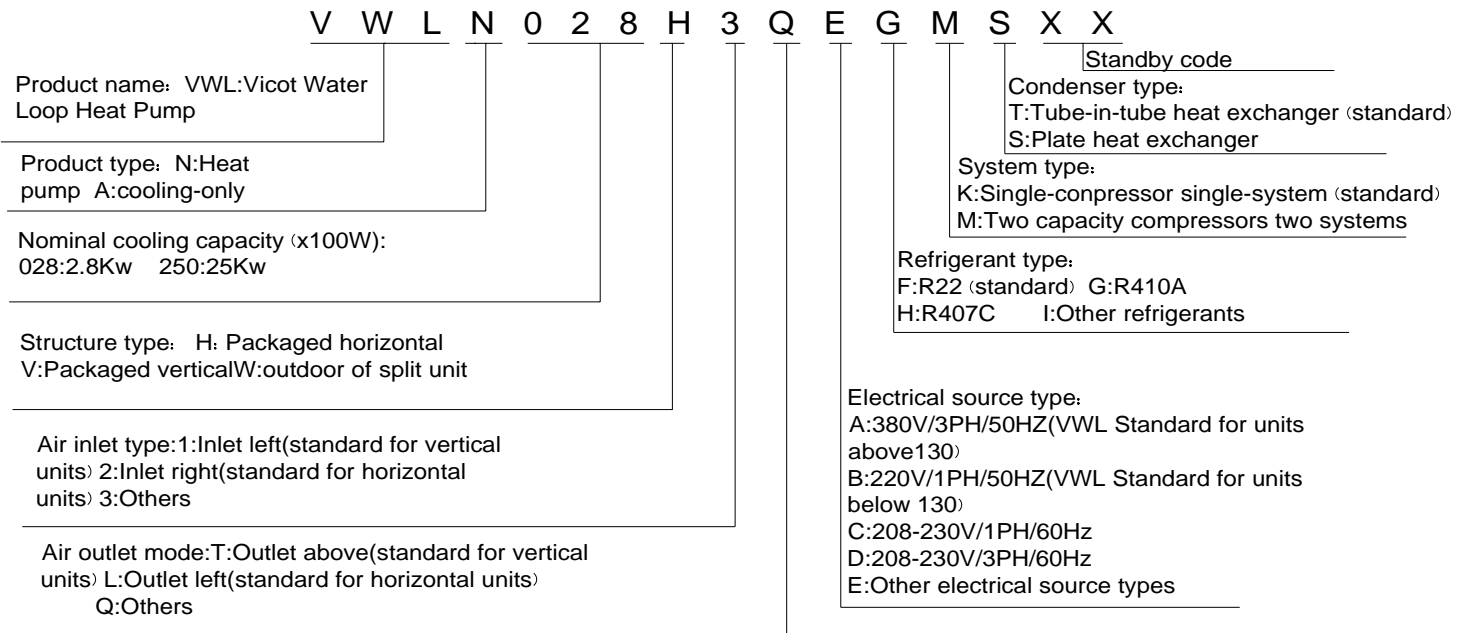 V W L N 0 2 8 H 3 Q E G M S X X
Standby code
Product name：VWL:Vicot Water
Loop Heat Pump
Condenser type：
T:Tube-in-tube heat exchanger（standard）
S:Plate heat exchanger
Product type：N:Heat
pump A:cooling-only
System type：
K:Single-conpressor single-system（standard）
M:Two capacity compressors two systems
Nominal cooling capacity（x100W）:
028:2.8Kw 250:25Kw
Refrigerant type：
F:R22（standard）G:R410A
H:R407C I:Other refrigerants
Structure type： H：Packaged horizontal
V:Packaged verticalW:outdoor of split unit
Electrical source type：
A:380V/3PH/50HZ(VWL Standard for units
above130）
B:220V/1PH/50HZ(VWL Standard for units
below 130）
C:208-230V/1PH/60Hz
D:208-230V/3PH/60Hz
E:Other electrical source types
Air inlet type:1:Inlet left(standard for vertical
units）2:Inlet right(standard for horizontal
units）3:Others
Air outlet mode:T:Outlet above(standard for vertical
units）L:Outlet left(standard for horizontal units）
Q:Others